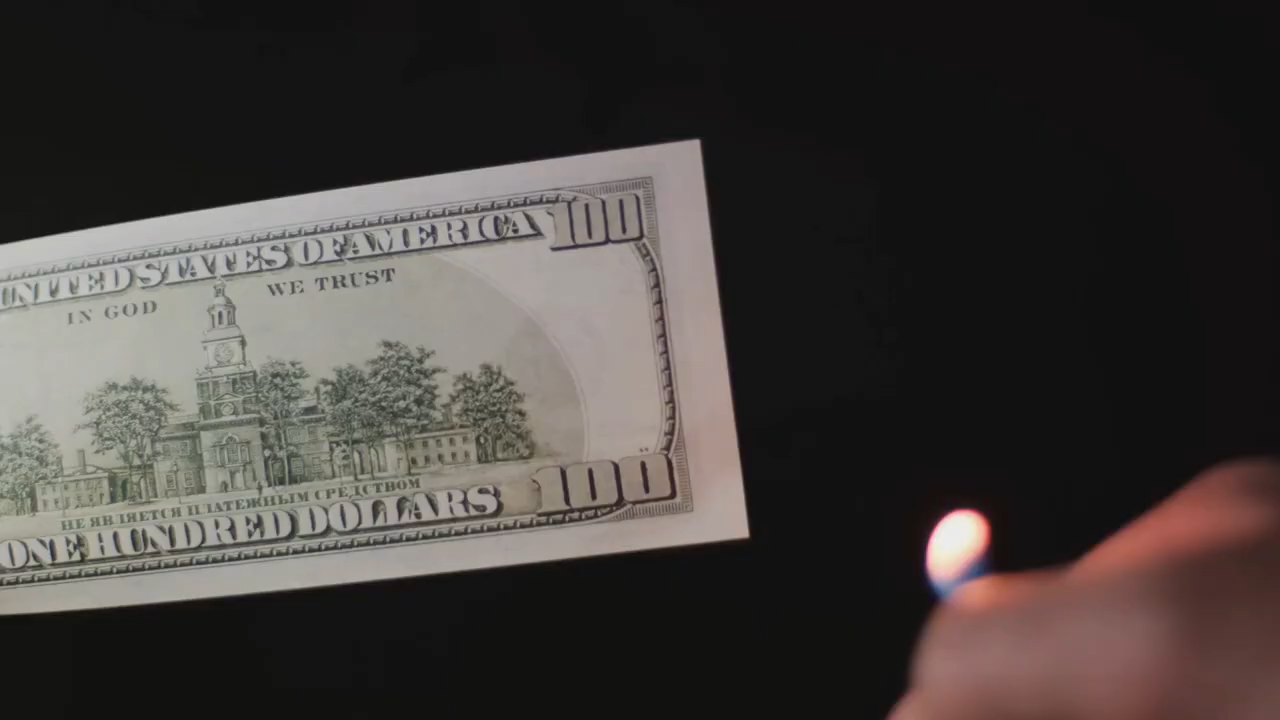 100
UNITED STATES OF AMERICA
IN GOD WE TRUST
НЕ ЯВЛЯЕТСЯ ПЛАТЕЖНЫМ СРЕДСТВОМ
ONE HUNDRED DOLLARS
100